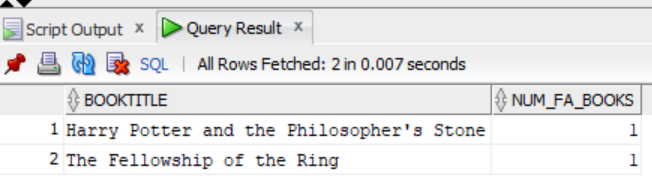 Script Output x Query Result x
SQL | All Rows Fetched: 2 in 0.007 seconds
BOOKTITLE NUM_FA_BOOKS
1 Harry Potter and the Philosopher's Stone 1
2 The Fellowship of the Ring 1